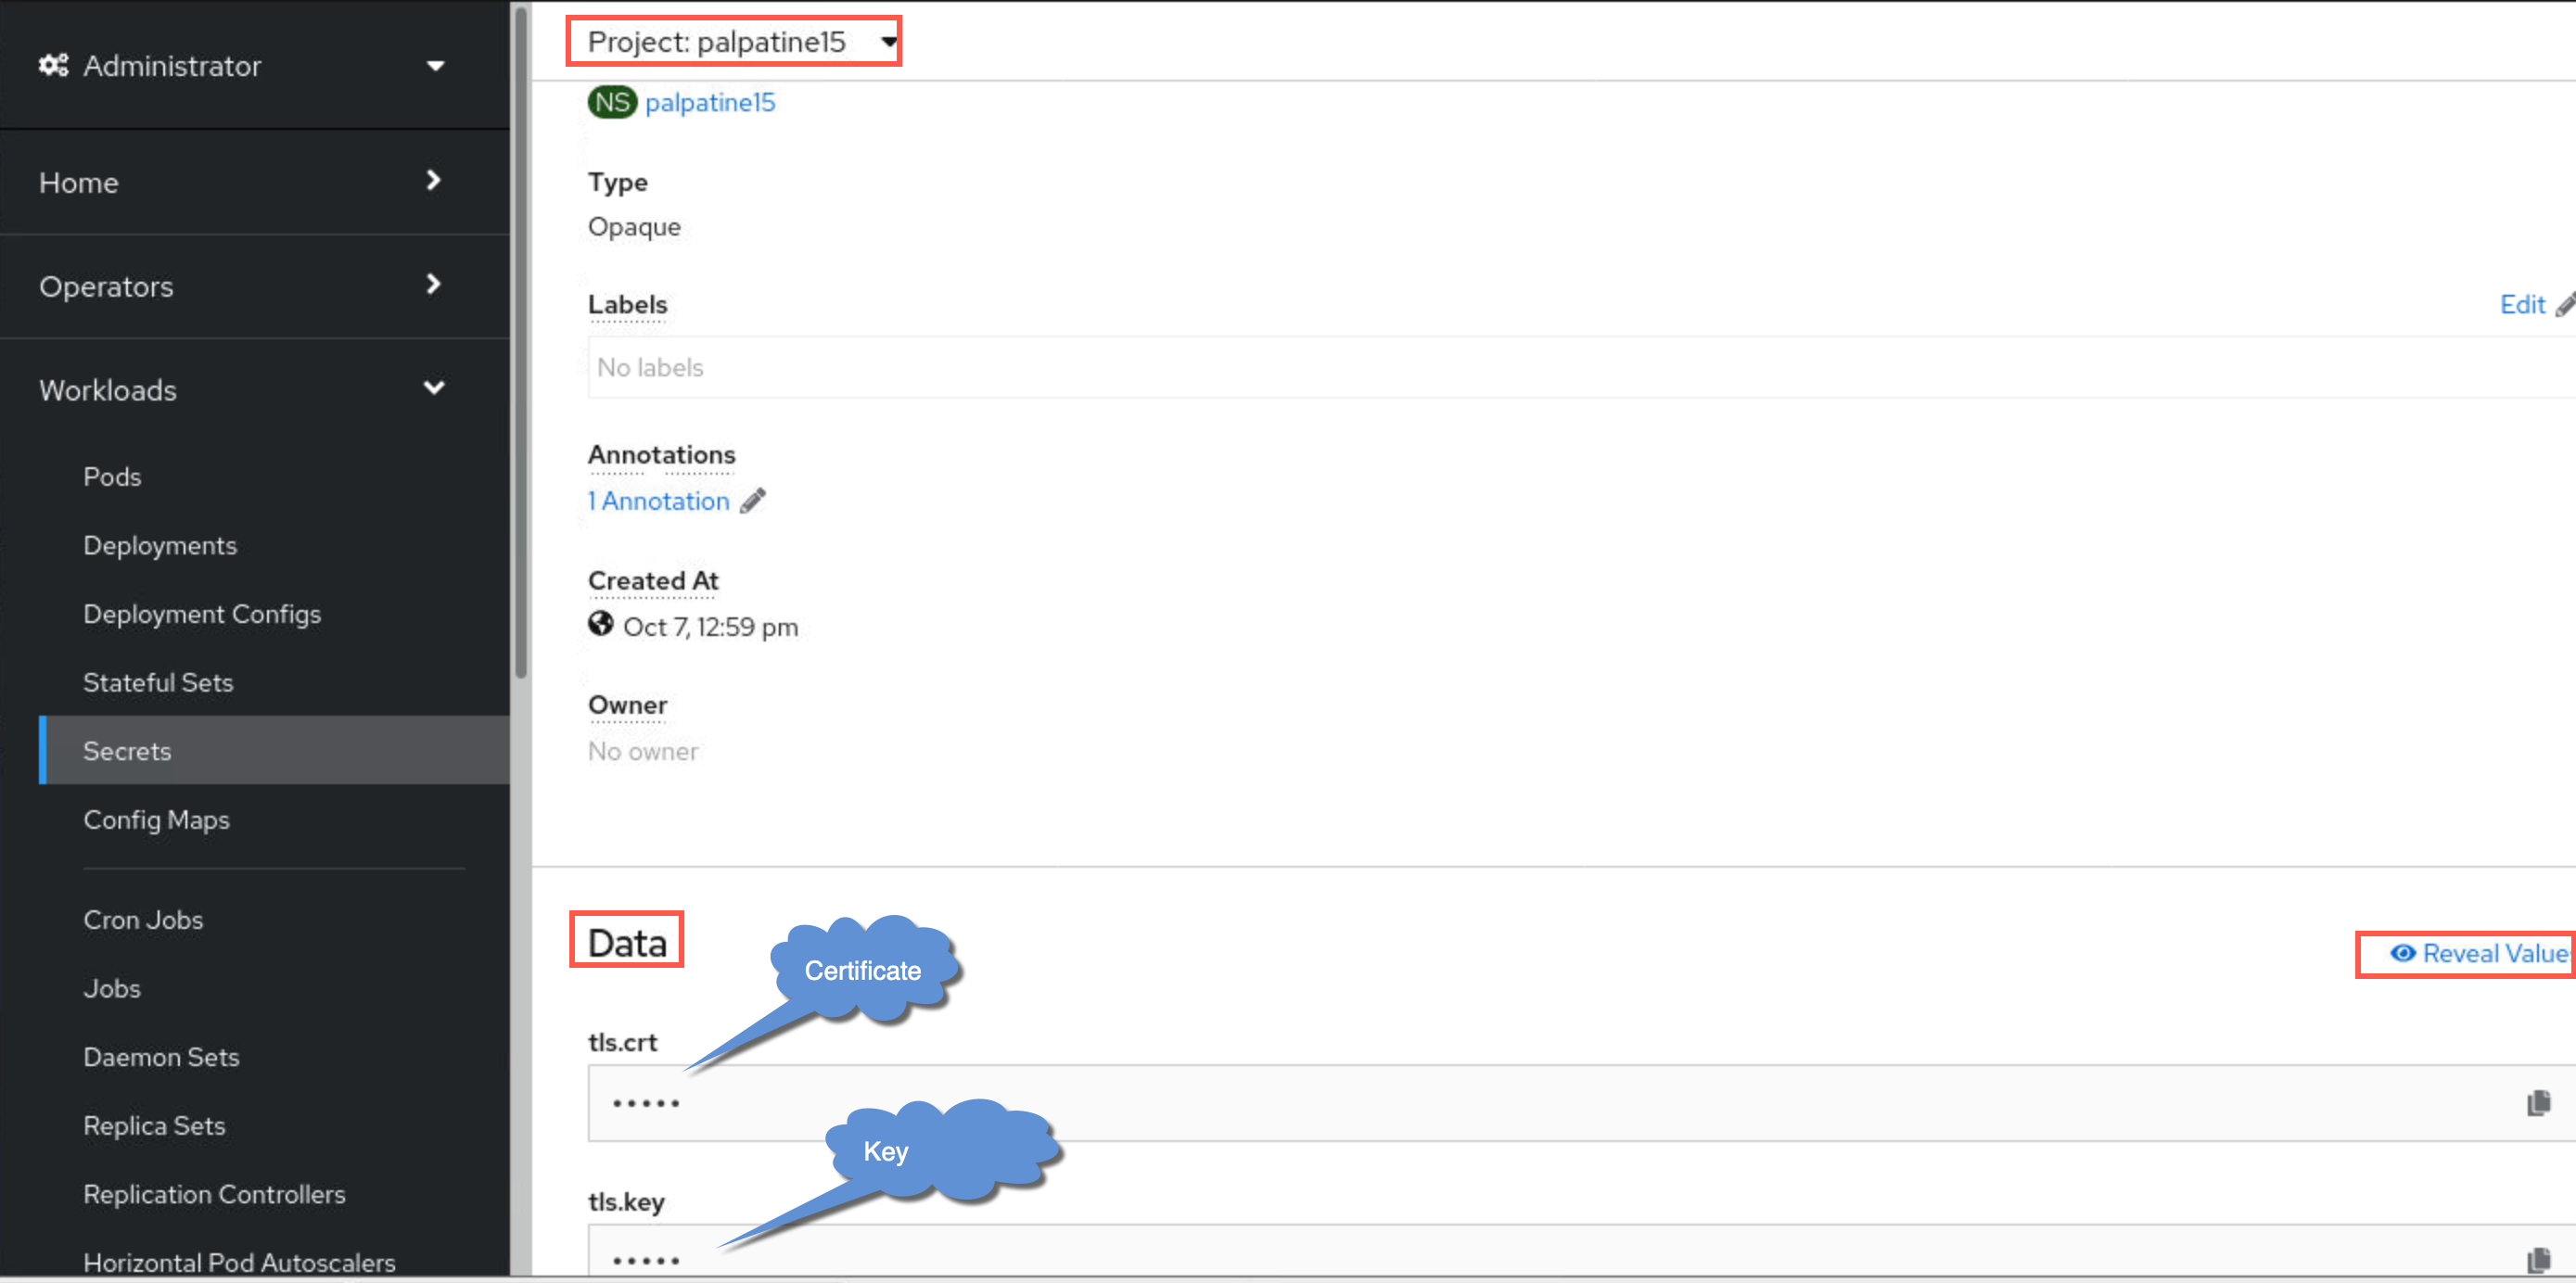 Administrator
Home
Operators
Workloads
Pods
Deployments
Deployment Configs
Stateful Sets
Secrets
Config Maps
Cron Jobs
Jobs
Daemon Sets
Replica Sets
Replication Controllers
Horizontal Pod Autoscalers
Project: palpatine15
NS palpatine15
Type
Opaque
Labels
Edit
No labels
Annotations
1 Annotation
Created At
Oct 7, 12:59 pm
Owner
No owner
Data
Reveal Value
Certificate
tls.crt
•••••
Key
tls.key
•••••